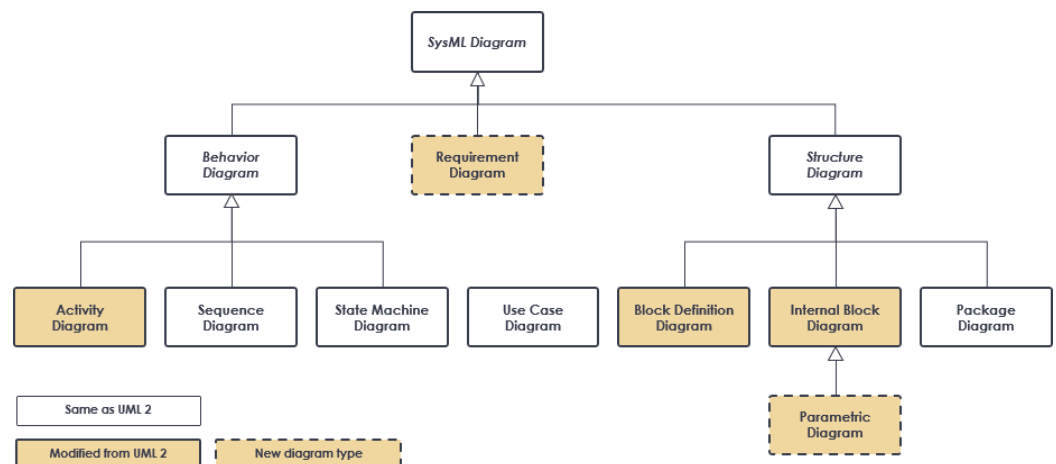 SysML Diagram
Behavior
Diagram
Requirement
Diagram
Structure
Diagram
Activity
Diagram
Sequence
Diagram
State Machine
Diagram
Use Case
Diagram
Block Definition
Diagram
Internal Block
Diagram
Package
Diagram
Parametric
Diagram
Same as UML 2
Modified from UML 2
New diagram type